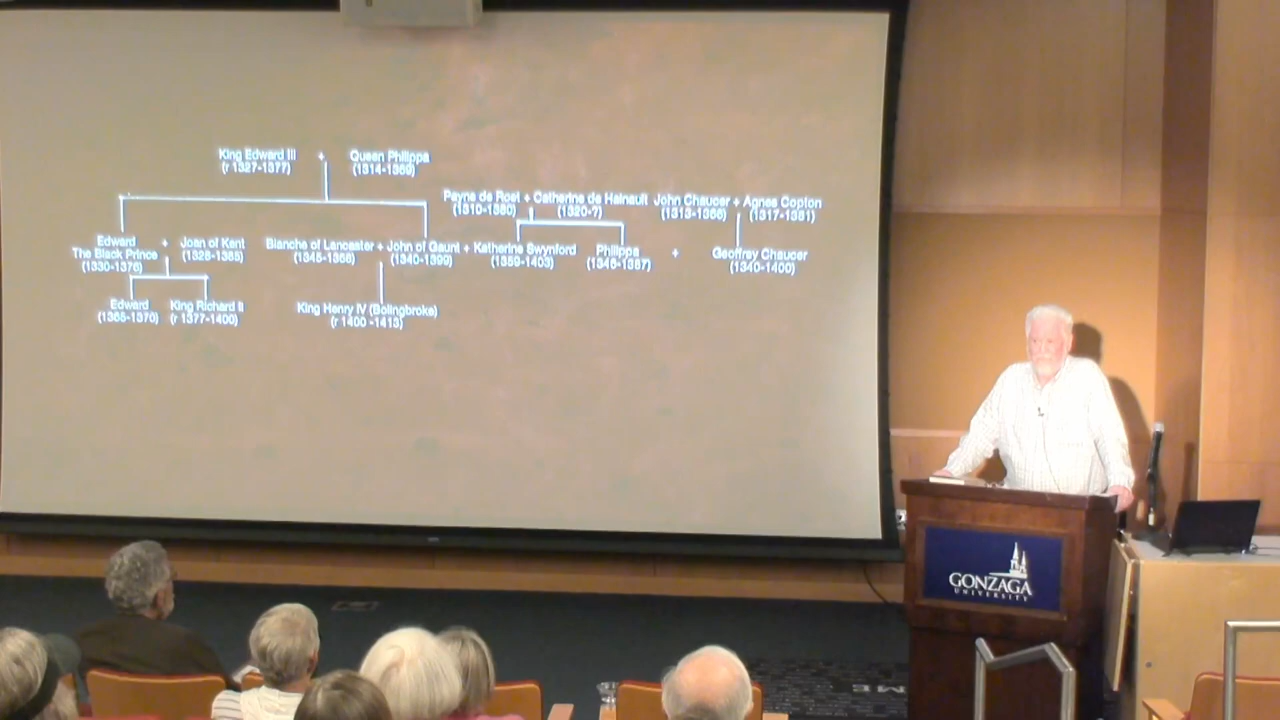 King Edward III + Queen Philippa
(r 1327-1377) (1314-1369)
Payne de Roet + Catherine de Hainault John Chaucer + Agnes Copton
(1310-1380) (1320-?) (1313-1366) (1317-1381)
Edward + Joan of Kent Blanche of Lancaster + John of Gaunt + Katherine Swynford Philippa + Geoffrey Chaucer
The Black Prince (1328-1385) (1345-1368) (1340-1399) (1359-1403) (1346-1387) (1340-1400)
(1330-1376)
Edward King Richard II King Henry IV (Bolingbroke)
(1365-1370) (r 1377-1400) (r 1400 -1413)
GONZAGA
UNIVERSITY